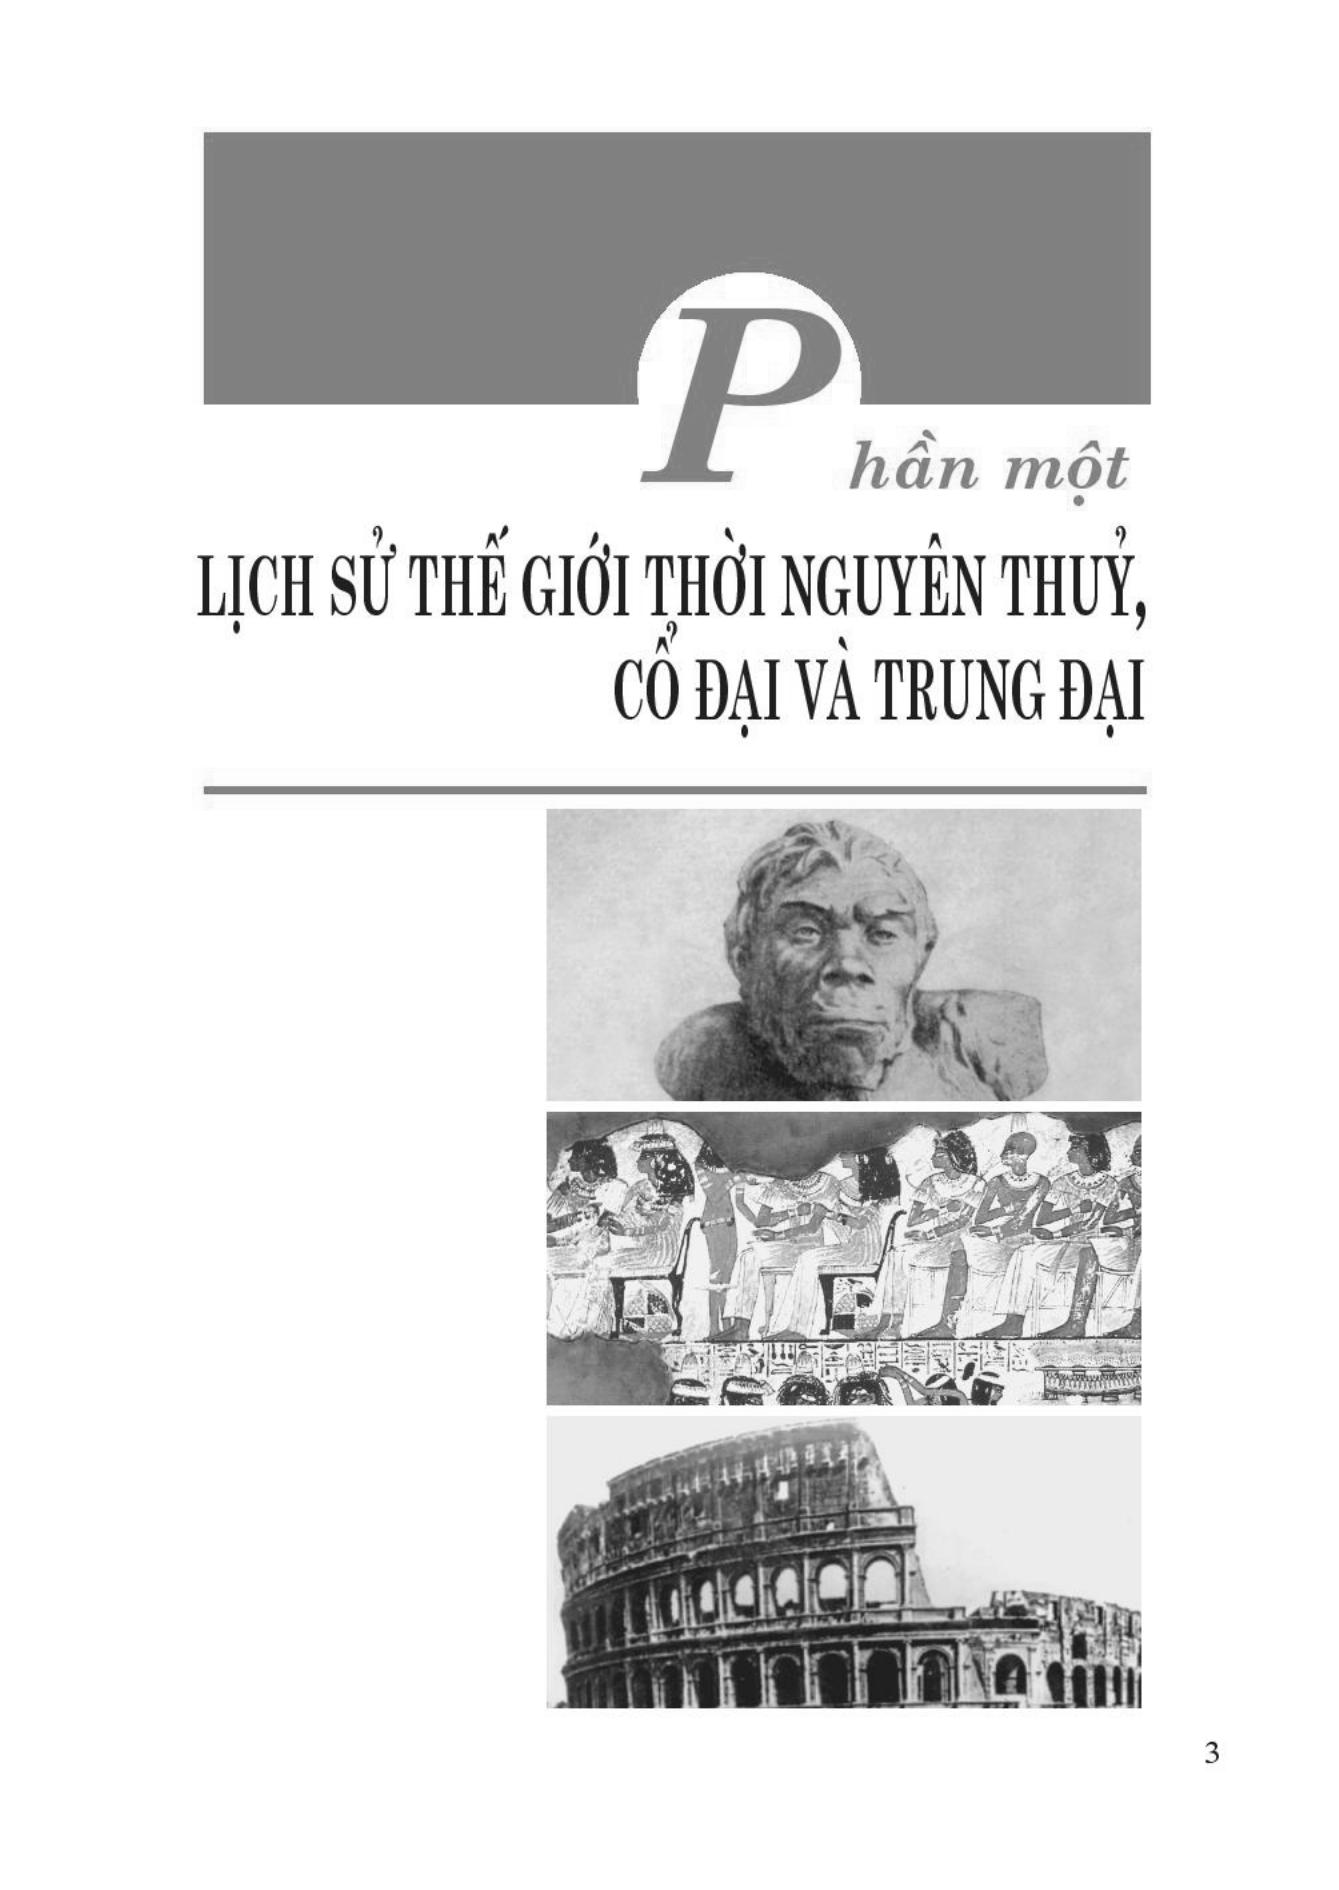 Phần một
LỊCH SỬ THẾ GIỚI THỜI NGUYÊN THUỶ,
CỔ ĐẠI VÀ TRUNG ĐẠI
3